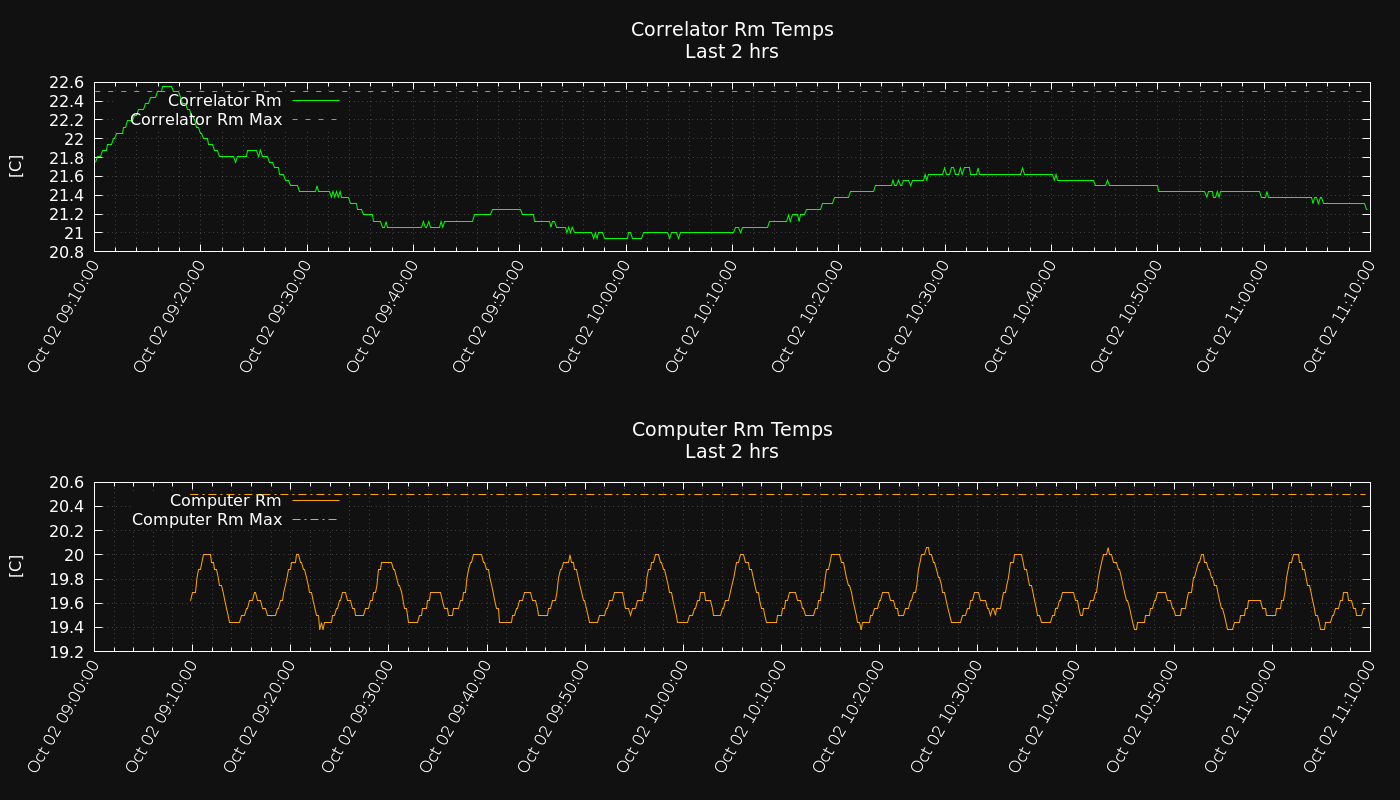 Correlator Rm Temps
Last 2 hrs
22.6
22.4
22.2
22
21.8
21.6
21.4
21.2
21
20.8
[C]
Correlator Rm
Correlator Rm Max
Oct 02 09:10:00
Oct 02 09:20:00
Oct 02 09:30:00
Oct 02 09:40:00
Oct 02 09:50:00
Oct 02 10:00:00
Oct 02 10:10:00
Oct 02 10:20:00
Oct 02 10:30:00
Oct 02 10:40:00
Oct 02 10:50:00
Oct 02 11:00:00
Oct 02 11:10:00
Computer Rm Temps
Last 2 hrs
20.6
20.4
20.2
20
19.8
19.6
19.4
19.2
[C]
Computer Rm
Computer Rm Max
Oct 02 09:00:00
Oct 02 09:10:00
Oct 02 09:20:00
Oct 02 09:30:00
Oct 02 09:40:00
Oct 02 09:50:00
Oct 02 10:00:00
Oct 02 10:10:00
Oct 02 10:20:00
Oct 02 10:30:00
Oct 02 10:40:00
Oct 02 10:50:00
Oct 02 11:00:00
Oct 02 11:10:00